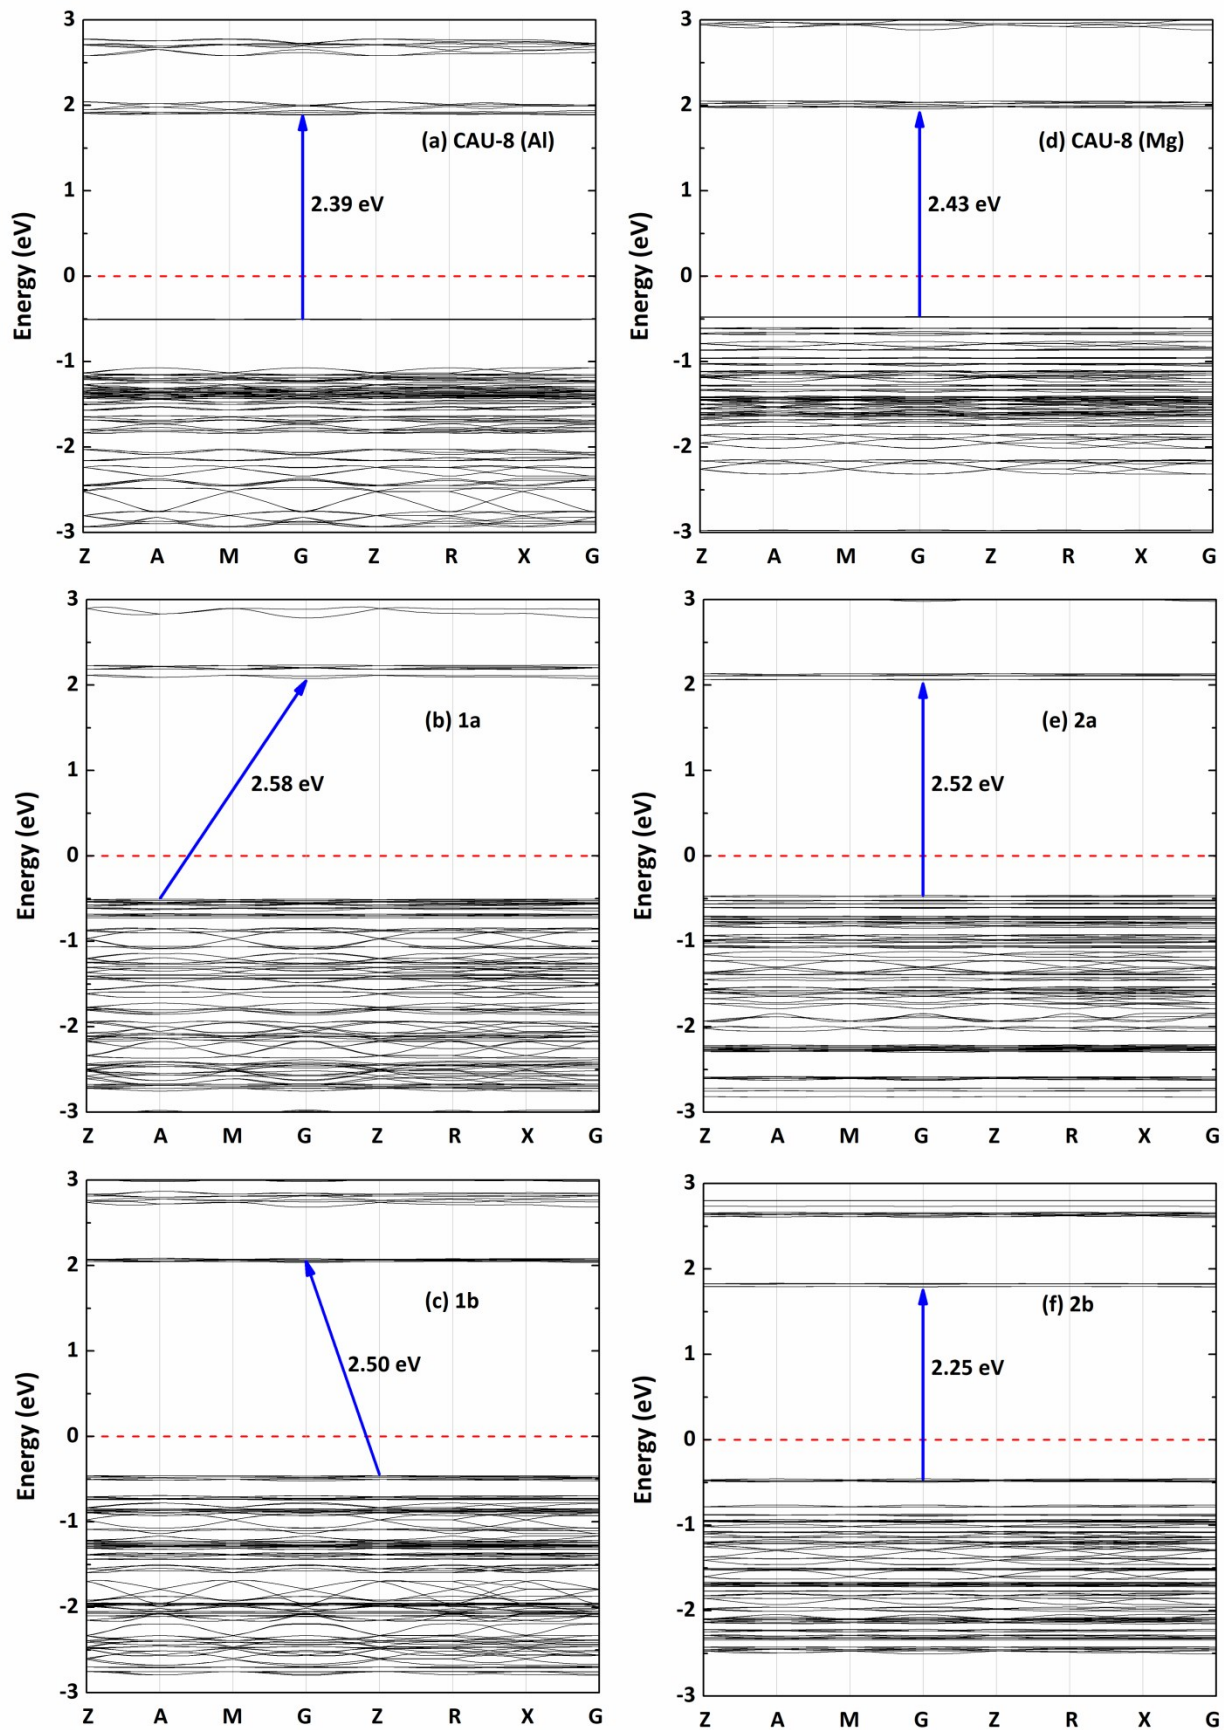 Energy (eV)
3
2
1
0
-1
-2
-3
(a) CAU-8 (Al)
2.39 eV
Z A M G Z R X G
Energy (eV)
3
2
1
0
-1
-2
-3
(d) CAU-8 (Mg)
2.43 eV
Z A M G Z R X G
Energy (eV)
3
2
1
0
-1
-2
-3
(b) 1a
2.58 eV
Z A M G Z R X G
Energy (eV)
3
2
1
0
-1
-2
-3
(e) 2a
2.52 eV
Z A M G Z R X G
Energy (eV)
3
2
1
0
-1
-2
-3
(c) 1b
2.50 eV
Z A M G Z R X G
Energy (eV)
3
2
1
0
-1
-2
-3
(f) 2b
2.25 eV
Z A M G Z R X G